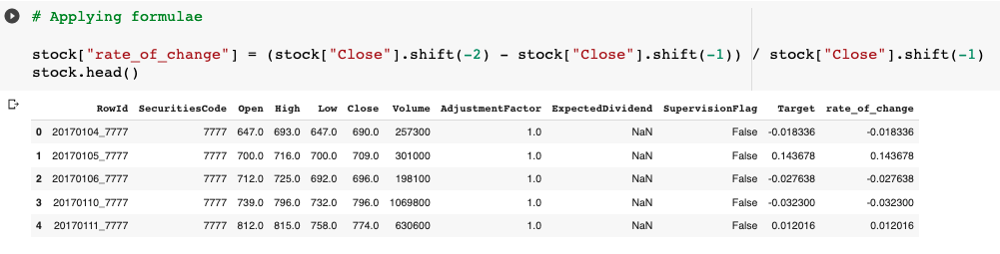 # Applying formulae
stock["rate_of_change"] = (stock["Close"].shift(-2) - stock["Close"].shift(-1)) / stock["Close"].shift(-1)
stock.head()
RowId SecuritiesCode Open High Low Close Volume AdjustmentFactor ExpectedDividend SupervisionFlag Target rate_of_change
0 20170104_7777 7777 647.0 693.0 647.0 690.0 257300 1.0 NaN False -0.018336 -0.018336
1 20170105_7777 7777 700.0 716.0 700.0 709.0 301000 1.0 NaN False 0.143678 0.143678
2 20170106_7777 7777 712.0 725.0 692.0 696.0 198100 1.0 NaN False -0.027638 -0.027638
3 20170110_7777 7777 739.0 796.0 732.0 796.0 1069800 1.0 NaN False -0.032300 -0.032300
4 20170111_7777 7777 812.0 815.0 758.0 774.0 630600 1.0 NaN False 0.012016 0.012016